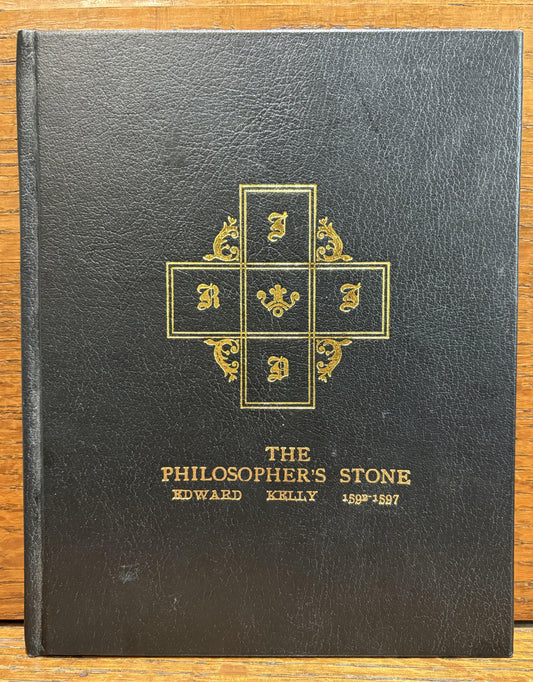 I
R I
D
THE
PHILOSOPHER'S STONE
EDWARD KELLY 1592-1597